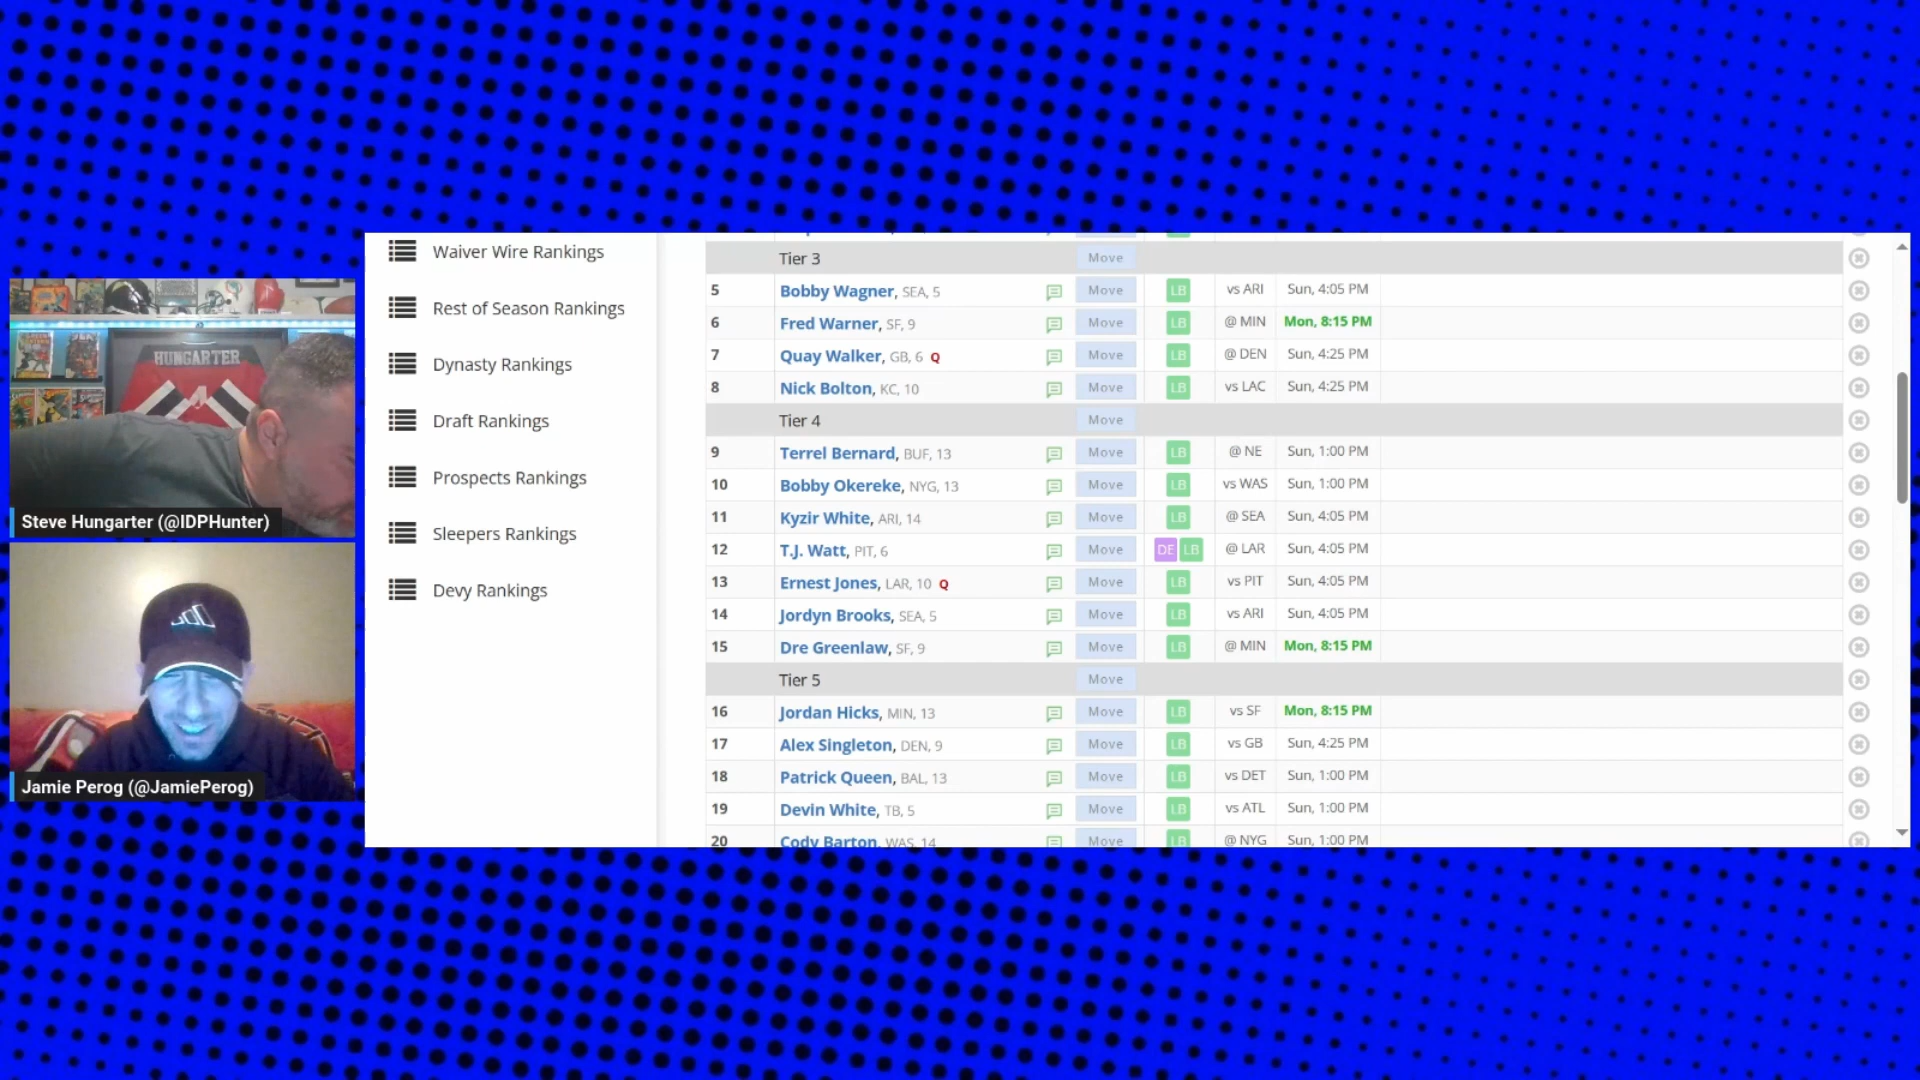 Waiver Wire Rankings
Rest of Season Rankings
Dynasty Rankings
Draft Rankings
Prospects Rankings
Sleepers Rankings
Devy Rankings
HUNGARTER
Steve Hungarter (@IDPHunter)
Jamie Perog (@JamiePerog)
Tier 3 Move
5 Bobby Wagner, SEA, 5 Move LB vs ARI Sun, 4:05 PM
6 Fred Warner, SF, 9 Move LB @ MIN Mon, 8:15 PM
7 Quay Walker, GB, 6 Q Move LB @ DEN Sun, 4:25 PM
8 Nick Bolton, KC, 10 Move LB vs LAC Sun, 4:25 PM
Tier 4 Move
9 Terrel Bernard, BUF, 13 Move LB @ NE Sun, 1:00 PM
10 Bobby Okereke, NYG, 13 Move LB vs WAS Sun, 1:00 PM
11 Kyzir White, ARI, 14 Move LB @ SEA Sun, 4:05 PM
12 T.J. Watt, PIT, 6 Move DE LB @ LAR Sun, 4:05 PM
13 Ernest Jones, LAR, 10 Q Move LB vs PIT Sun, 4:05 PM
14 Jordyn Brooks, SEA, 5 Move LB vs ARI Sun, 4:05 PM
15 Dre Greenlaw, SF, 9 Move LB @ MIN Mon, 8:15 PM
Tier 5 Move
16 Jordan Hicks, MIN, 13 Move LB vs SF Mon, 8:15 PM
17 Alex Singleton, DEN, 9 Move LB vs GB Sun, 4:25 PM
18 Patrick Queen, BAL, 13 Move LB vs DET Sun, 1:00 PM
19 Devin White, TB, 5 Move LB vs ATL Sun, 1:00 PM
20 Cody Barton, WAS, 14 Move LB @ NYG Sun, 1:00 PM